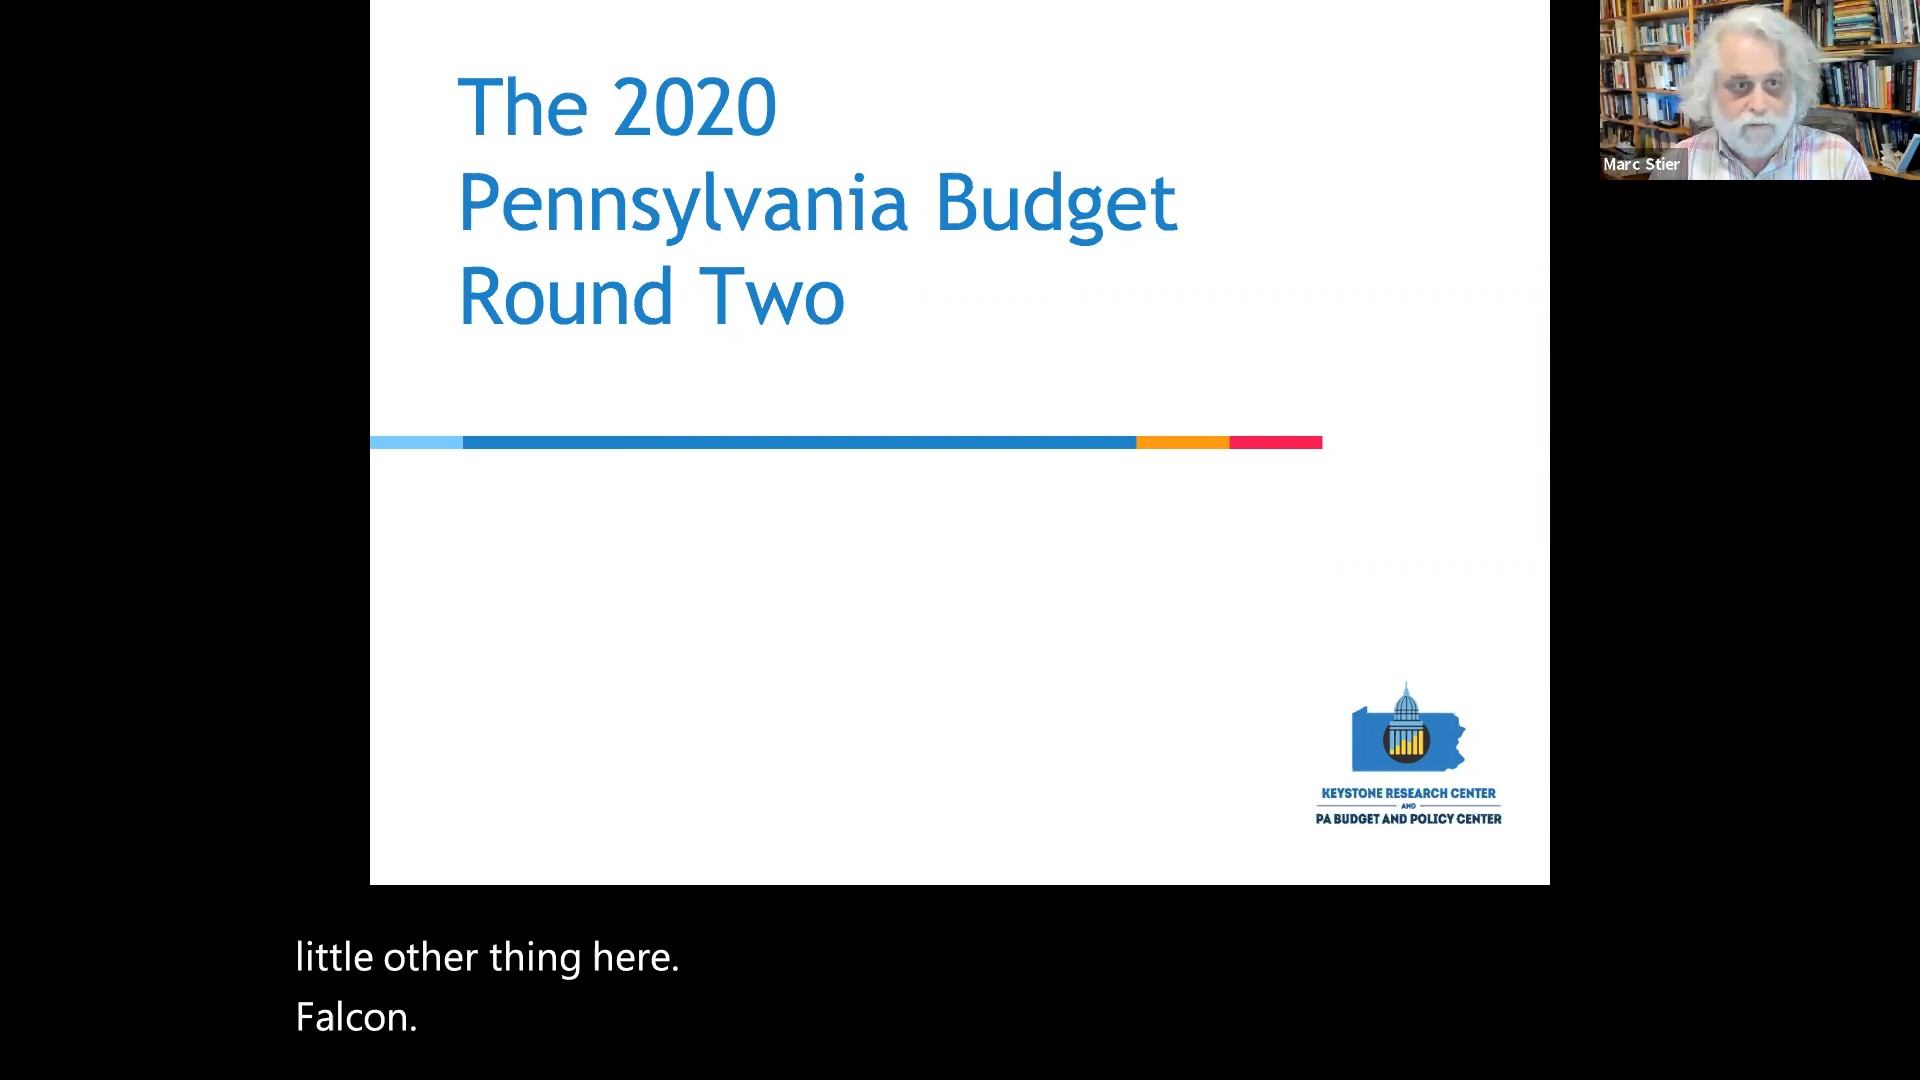 The 2020
Pennsylvania Budget
Round Two
Marc Stier
KEYSTONE RESEARCH CENTER
AND
PA BUDGET AND POLICY CENTER
little other thing here.
Falcon.